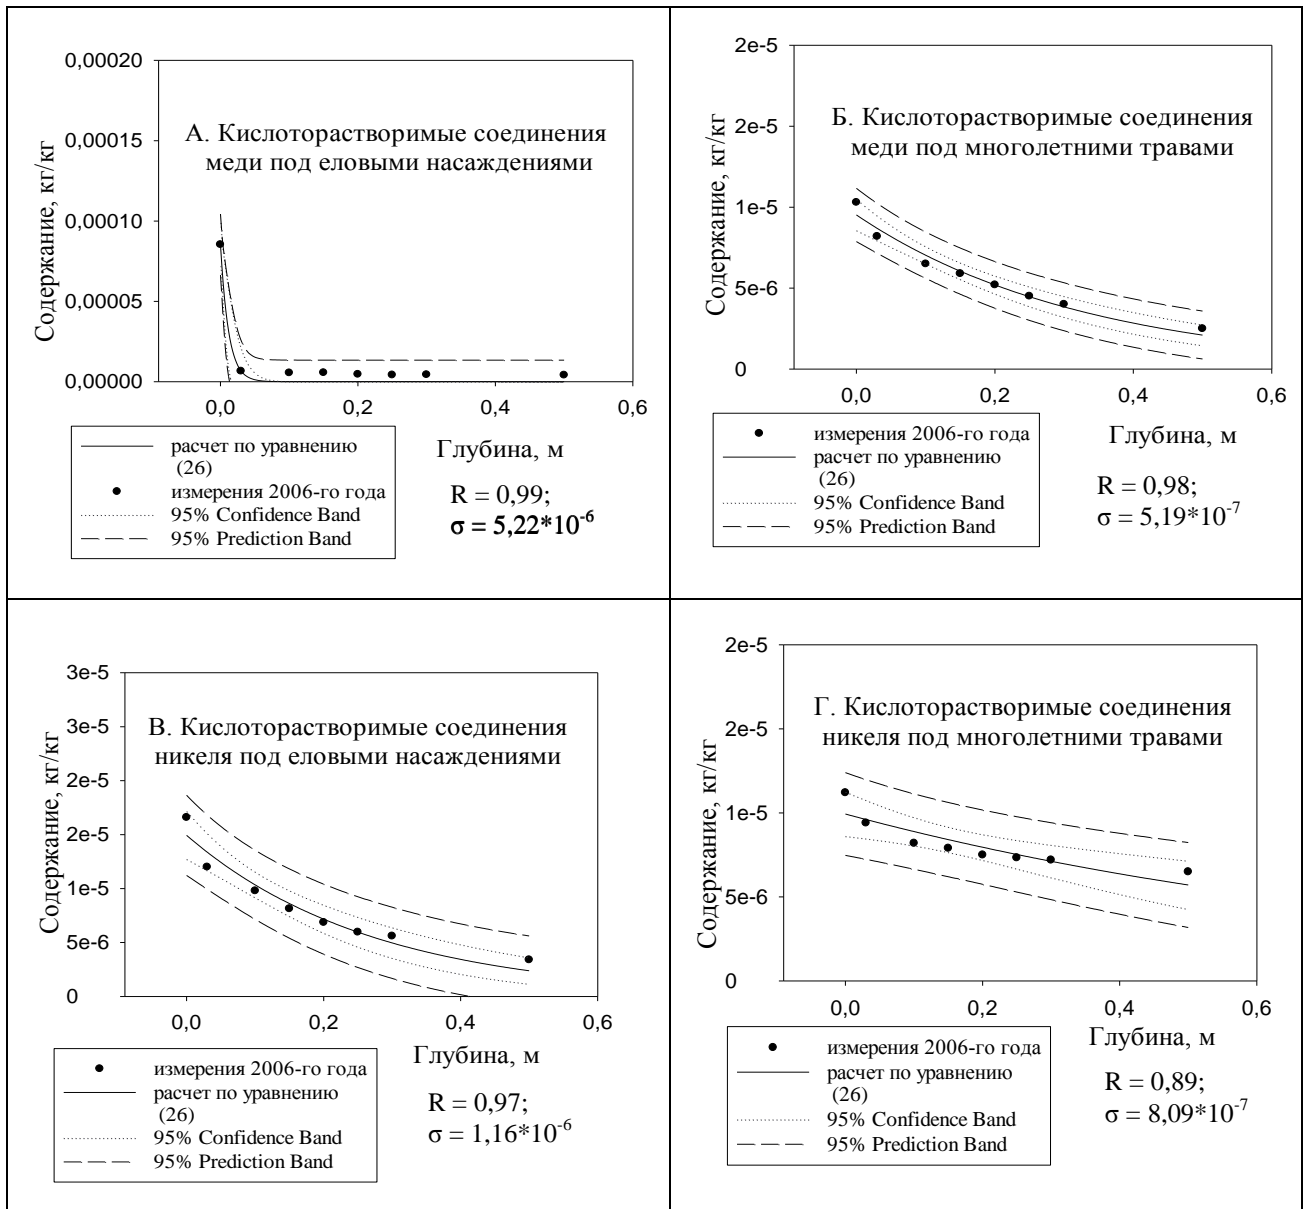 0,00020
0,00015
0,00010
0,00005
0,00000
Содержание, кг/кг
А. Кислоторастворимые соединения
меди под еловыми насаждениями
0,0 0,2 0,4 0,6
Глубина, м
расчет по уравнению
(26)
измерения 2006-го года
95% Confidence Band
95% Prediction Band
R = 0,99;
σ = 5,22*10-6
2e-5
2e-5
1e-5
5e-6
0
Содержание, кг/кг
Б. Кислоторастворимые соединения
меди под многолетними травами
0,0 0,2 0,4 0,6
Глубина, м
измерения 2006-го года
расчет по уравнению
(26)
95% Confidence Band
95% Prediction Band
R = 0,98;
σ = 5,19*10-7
3e-5
3e-5
2e-5
2e-5
1e-5
5e-6
0
Содержание, кг/кг
В. Кислоторастворимые соединения
никеля под еловыми насаждениями
0,0 0,2 0,4 0,6
Глубина, м
измерения 2006-го года
расчет по уравнению
(26)
95% Confidence Band
95% Prediction Band
R = 0,97;
σ = 1,16*10-6
2e-5
2e-5
1e-5
5e-6
0
Содержание, кг/кг
Г. Кислоторастворимые соединения
никеля под многолетними травами
0,0 0,2 0,4 0,6
Глубина, м
измерения 2006-го года
расчет по уравнению
(26)
95% Confidence Band
95% Prediction Band
R = 0,89;
σ = 8,09*10-7